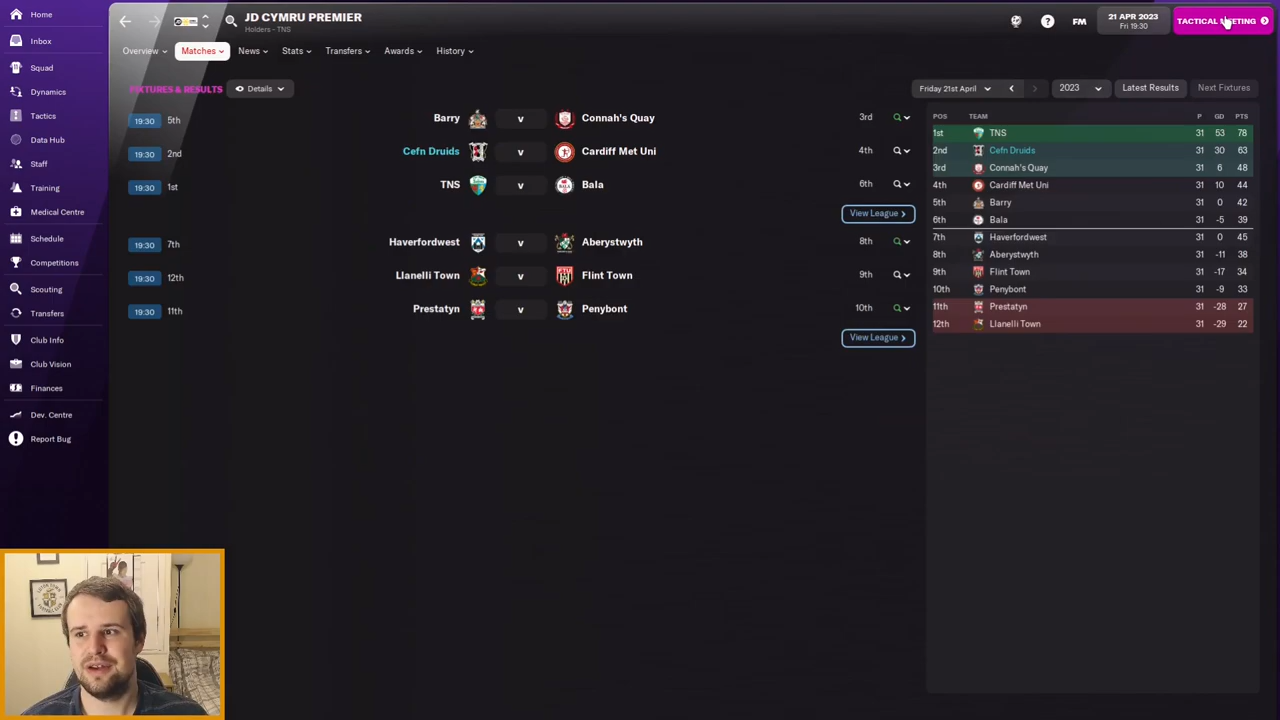 Home
Inbox
Squad
Dynamics
Tactics
Data Hub
Staff
Training
Medical Centre
Schedule
Competitions
Scouting
Transfers
Club Info
Club Vision
Finances
Dev. Centre
Report Bug
JD CYMRU PREMIER
Holders - TNS
? FM 21 APR 2023
Fri 19:30
TACTICAL MEETING
Overview Matches News Stats Transfers Awards History
FIXTURES & RESULTS Details Friday 21st April 2023 Latest Results Next Fixtures
19:30 5th Barry v Connah's Quay 3rd
19:30 2nd Cefn Druids v Cardiff Met Uni 4th
19:30 1st TNS v Bala 6th
View League
19:30 7th Haverfordwest v Aberystwyth 8th
19:30 12th Llanelli Town v Flint Town 9th
19:30 11th Prestatyn v Penybont 10th
View League
POS TEAM P GD PTS
1st TNS 31 53 78
2nd Cefn Druids 31 30 63
3rd Connah's Quay 31 6 48
4th Cardiff Met Uni 31 10 44
5th Barry 31 0 42
6th Bala 31 -5 39
7th Haverfordwest 31 0 45
8th Aberystwyth 31 -11 38
9th Flint Town 31 -17 34
10th Penybont 31 -9 33
11th Prestatyn 31 -28 27
12th Llanelli Town 31 -29 22